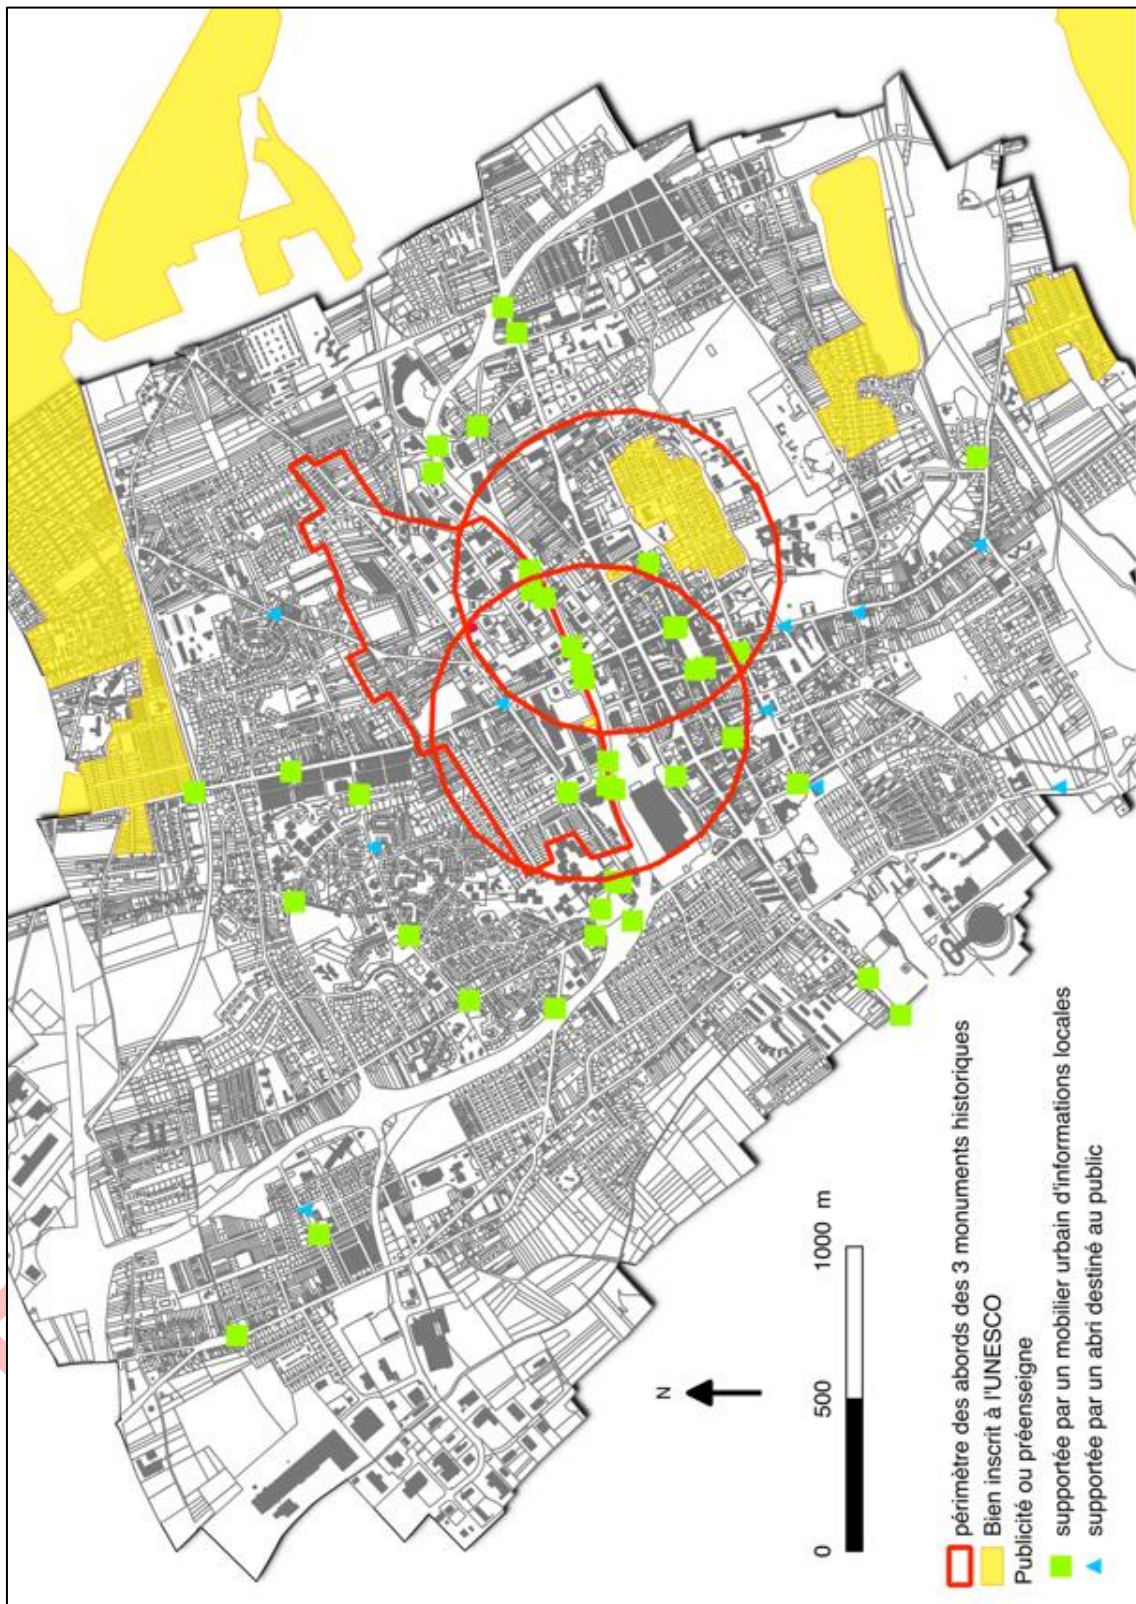 N
0 500 1000 m
périmètre des abords des 3 monuments historiques
Bien inscrit à l'UNESCO
Publicité ou préenseigne
supportée par un mobilier urbain d'informations locales
supportée par un abri destiné au public